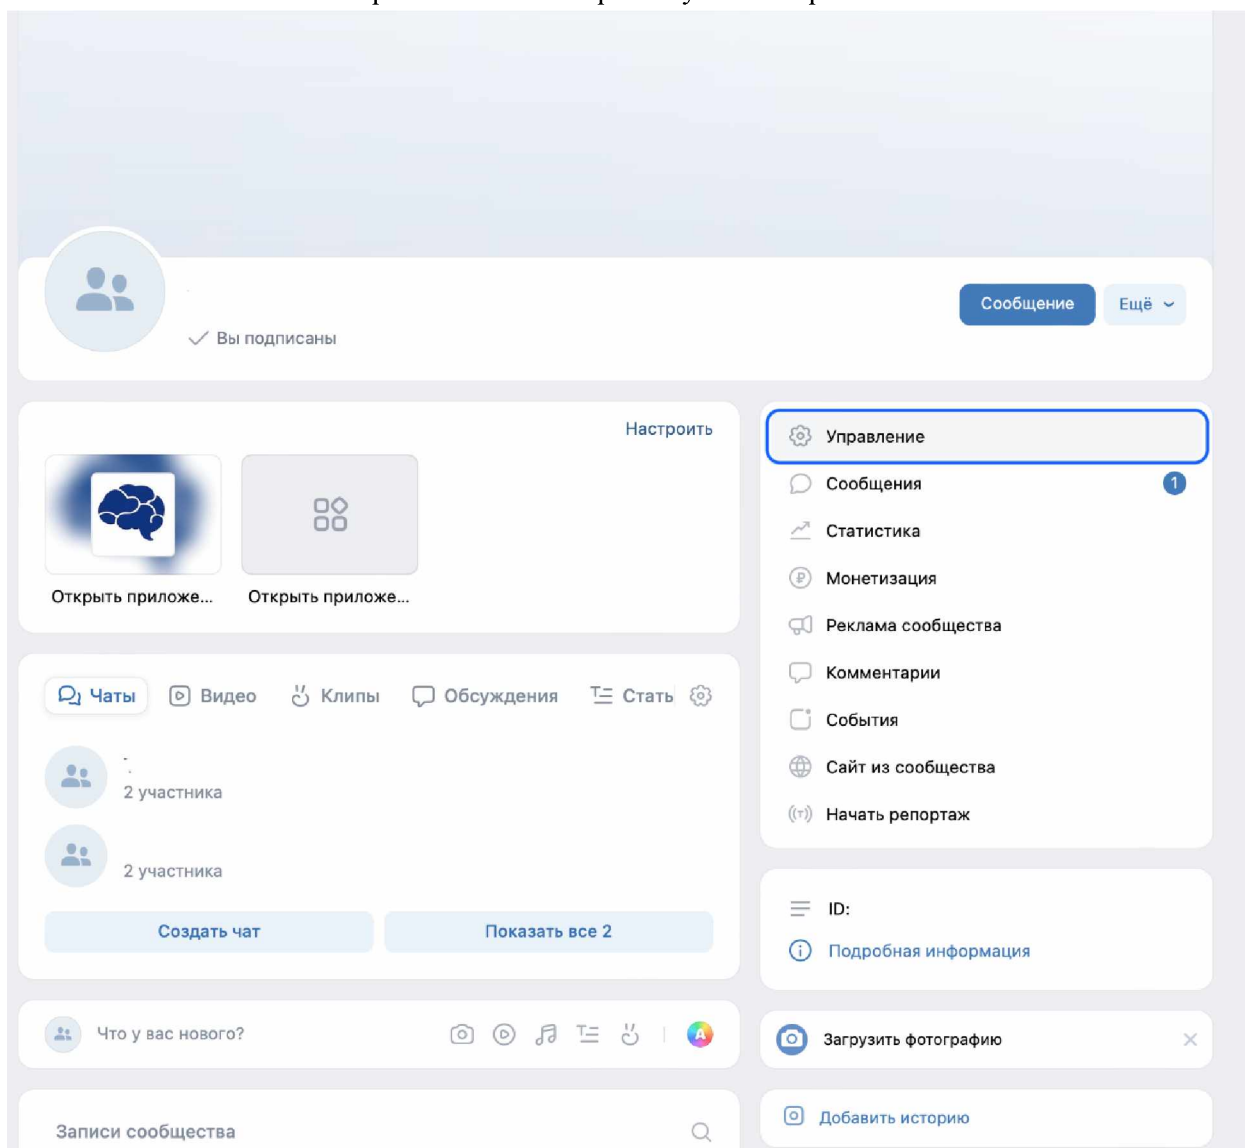 Сообщение
Ещё
Вы подписаны
Настроить
Открыть приложе...
Открыть приложе...
Чаты
Видео
Клипы
Обсуждения
Стать
2 участника
2 участника
Создать чат
Показать все 2
Что у вас нового?
Записи сообщества
Управление
Сообщения
1
Статистика
Монетизация
Реклама сообщества
Комментарии
События
Сайт из сообщества
Начать репортаж
ID:
Подробная информация
Загрузить фотографию
Добавить историю